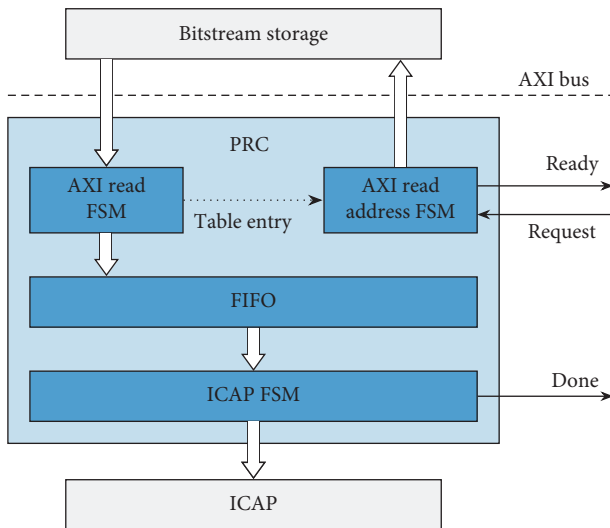 Bitstream storage
AXI bus
PRC
AXI read
FSM
Table entry
AXI read
address FSM
Ready
Request
FIFO
ICAP FSM
Done
ICAP